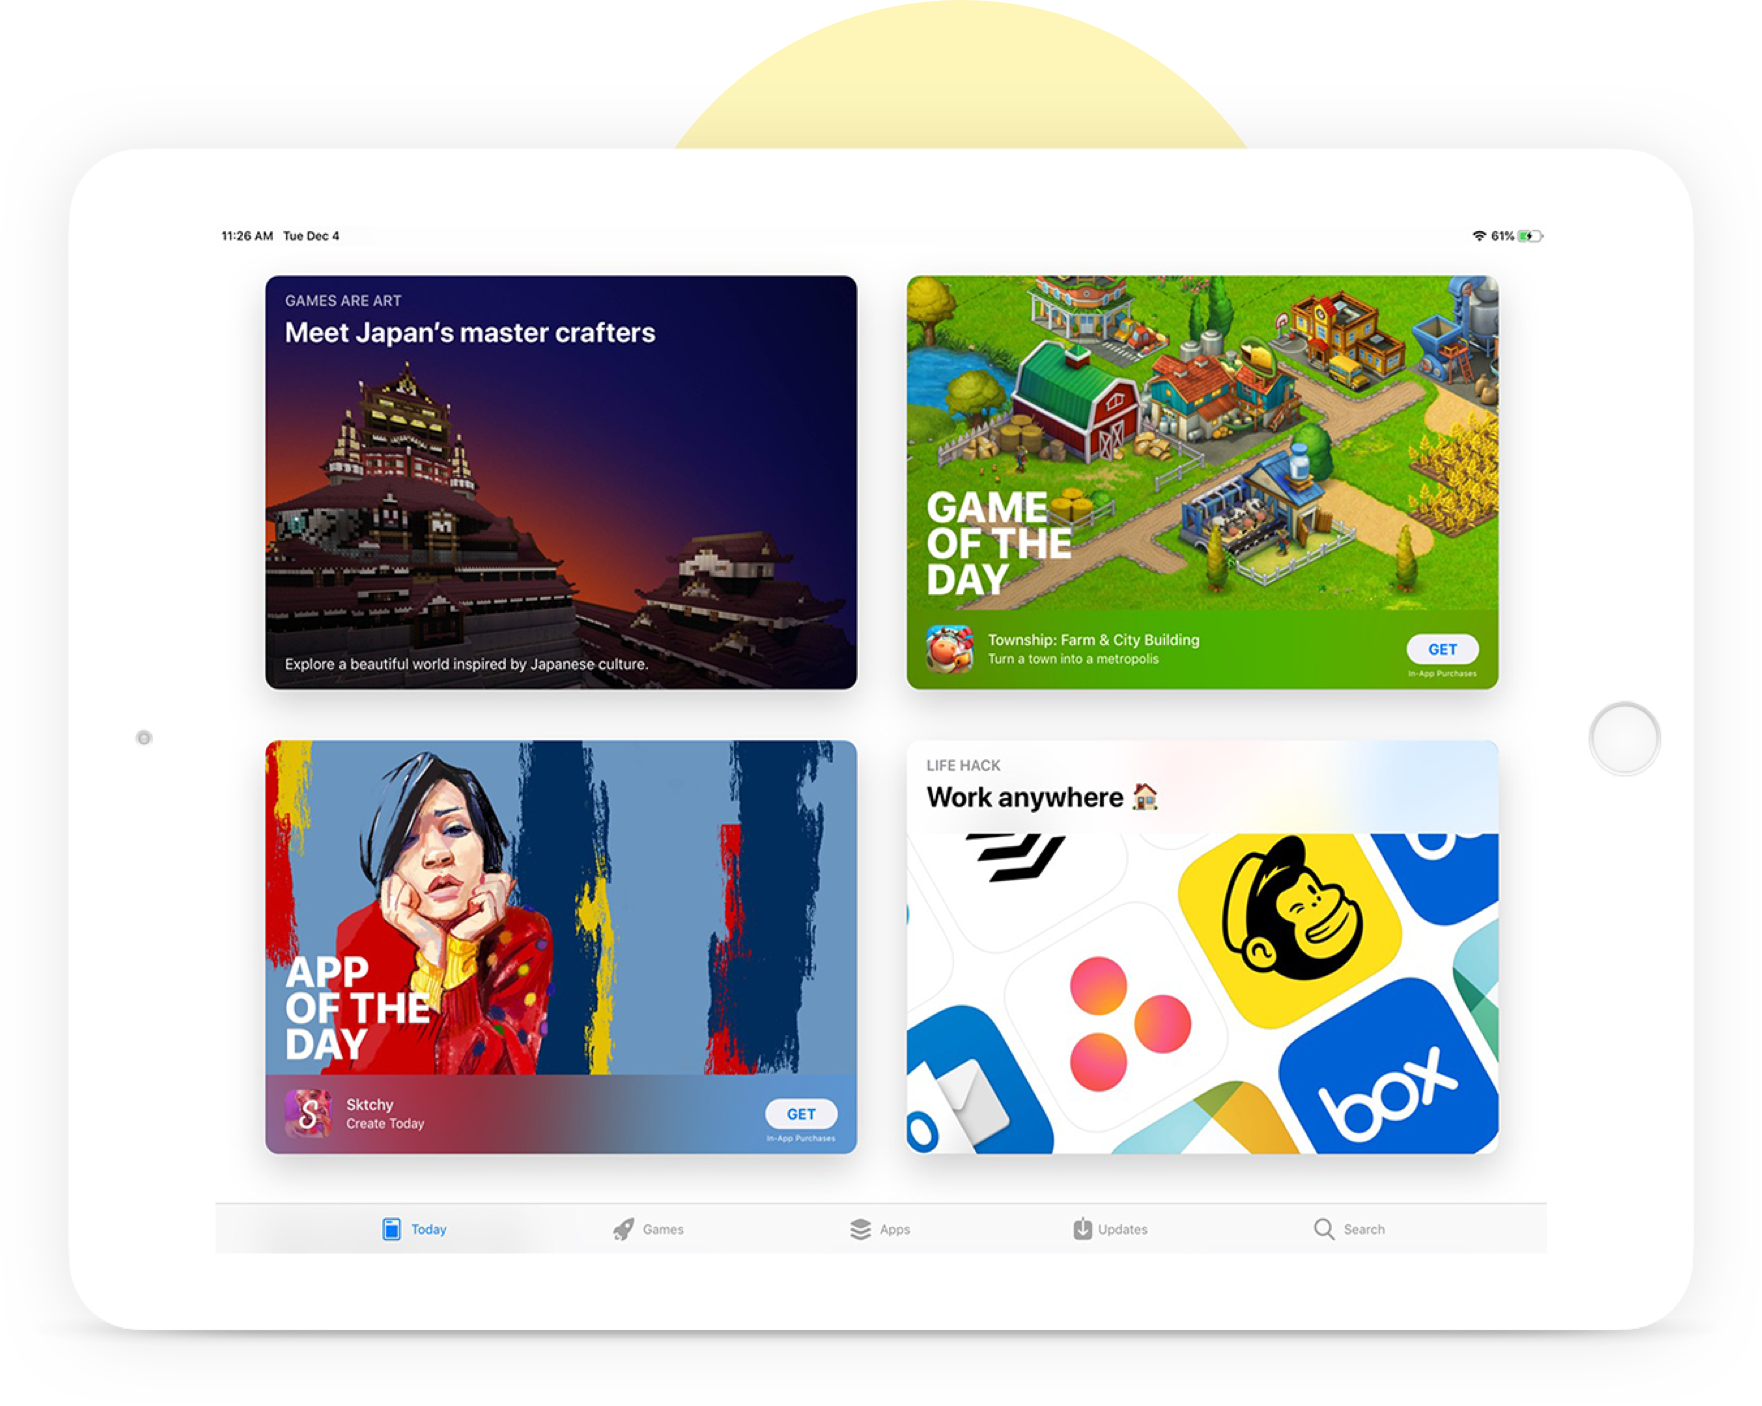 11:26 AM Tue Dec 4
61%
GAMES ARE ART
Meet Japan's master crafters
Explore a beautiful world inspired by Japanese culture.
GAME
OF THE
DAY
Township: Farm & City Building
Turn a town into a metropolis
GET
In-App Purchases
APP
OF THE
DAY
S
Sktchy
Create Today
GET
In-App Purchases
LIFE HACK
Work anywhere 🏠
box
Today
Games
Apps
Updates
Search